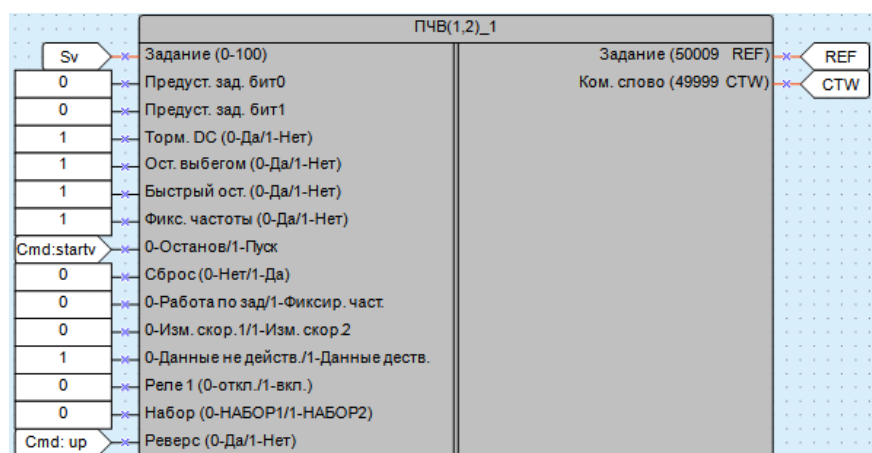 ПЧВ(1,2)_1
Sv Задание (0-100) Задание (50009 REF) REF
0 Предуст. зад. бит0 Ком. слово (49999 CTW) CTW
0 Предуст. зад. бит1
1 Торм. DC (0-Да/1-Нет)
1 Ост. выбегом (0-Да/1-Нет)
1 Быстрый ост. (0-Да/1-Нет)
1 Фикс. частоты (0-Да/1-Нет)
Cmd:startv 0-Останов/1-Пуск
0 Сброс (0-Нет/1-Да)
0 0-Работа по зад/1-Фиксир. част.
0 0-Изм. скор.1/1-Изм. скор.2
1 0-Данные не действ./1-Данные деств.
0 Реле 1 (0-откл./1-вкл.)
0 Набор (0-НАБОР1/1-НАБОР2)
Cmd: up Реверс (0-Да/1-Нет)